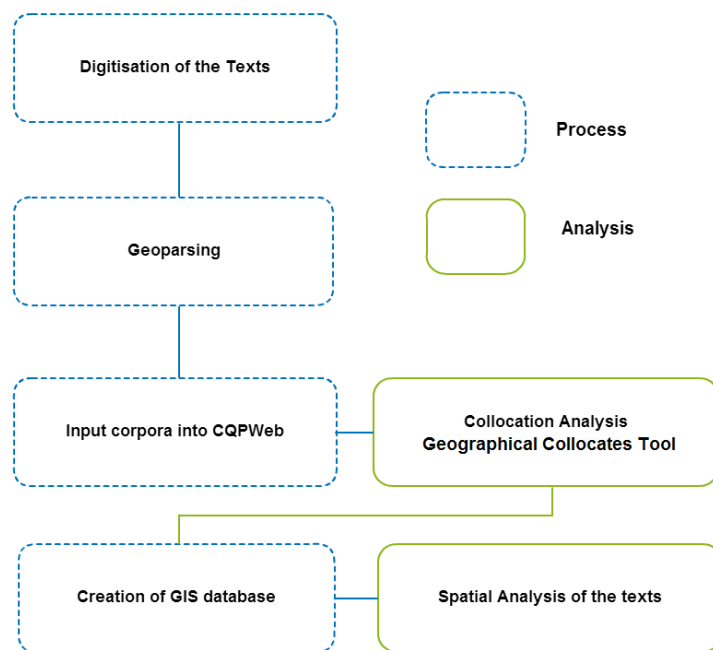 Digitisation of the Texts
Process
Geoparsing
Analysis
Input corpora into CQPWeb
Collocation Analysis
Geographical Collocates Tool
Creation of GIS database
Spatial Analysis of the texts